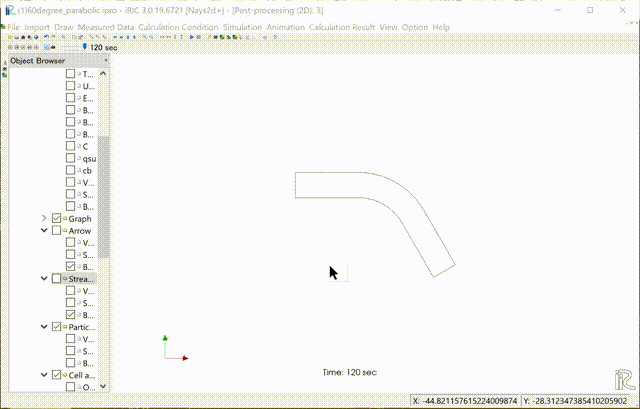 (1)60degree_parabolic.ipro - iRIC 3.0.19.6721 [Nays2d+] - [Post-processing (2D): 3]
File Import Draw Measured Data Calculation Condition Simulation Animation Calculation Result View Option Help
120 sec
Object Browser
T...
U...
E...
B...
B...
B...
C
qsu
cb
V...
S...
B...
Graph
Arrow
V...
S...
B...
Strea...
V...
S...
B...
Partic...
V...
S...
B...
Cell a...
O...
Time: 120 sec
iRIC
X: -44.821157615224009874 Y: -28.312347385410205902